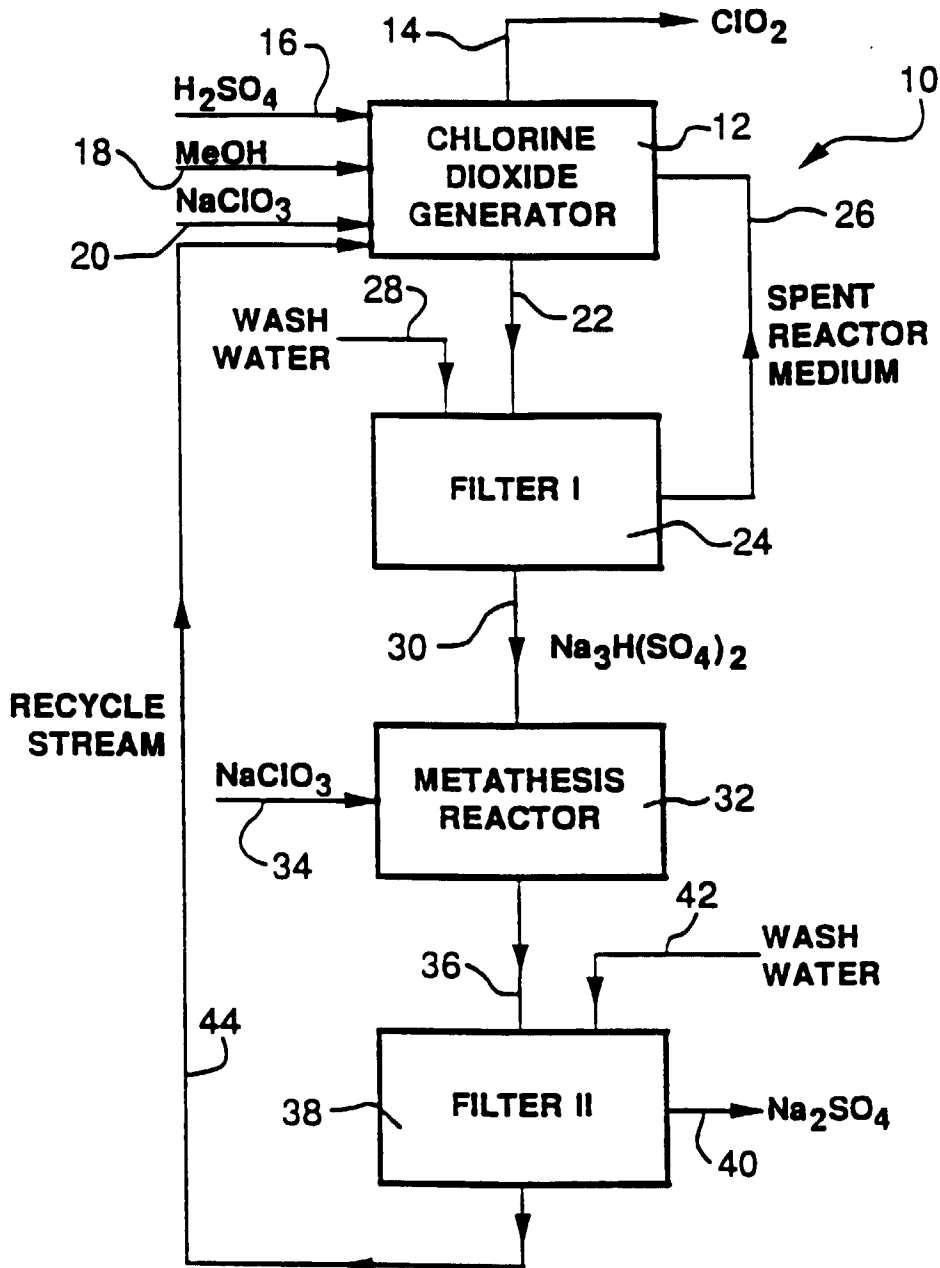 14
ClO2
16
H2SO4
10
CHLORINE
DIOXIDE
GENERATOR
12
18
MeOH
NaClO3
20
26
28
22
WASH
WATER
SPENT
REACTOR
MEDIUM
FILTER I
24
30
Na3H(SO4)2
RECYCLE
STREAM
NaClO3
34
METATHESIS
REACTOR
32
42
WASH
WATER
36
44
FILTER II
38
Na2SO4
40